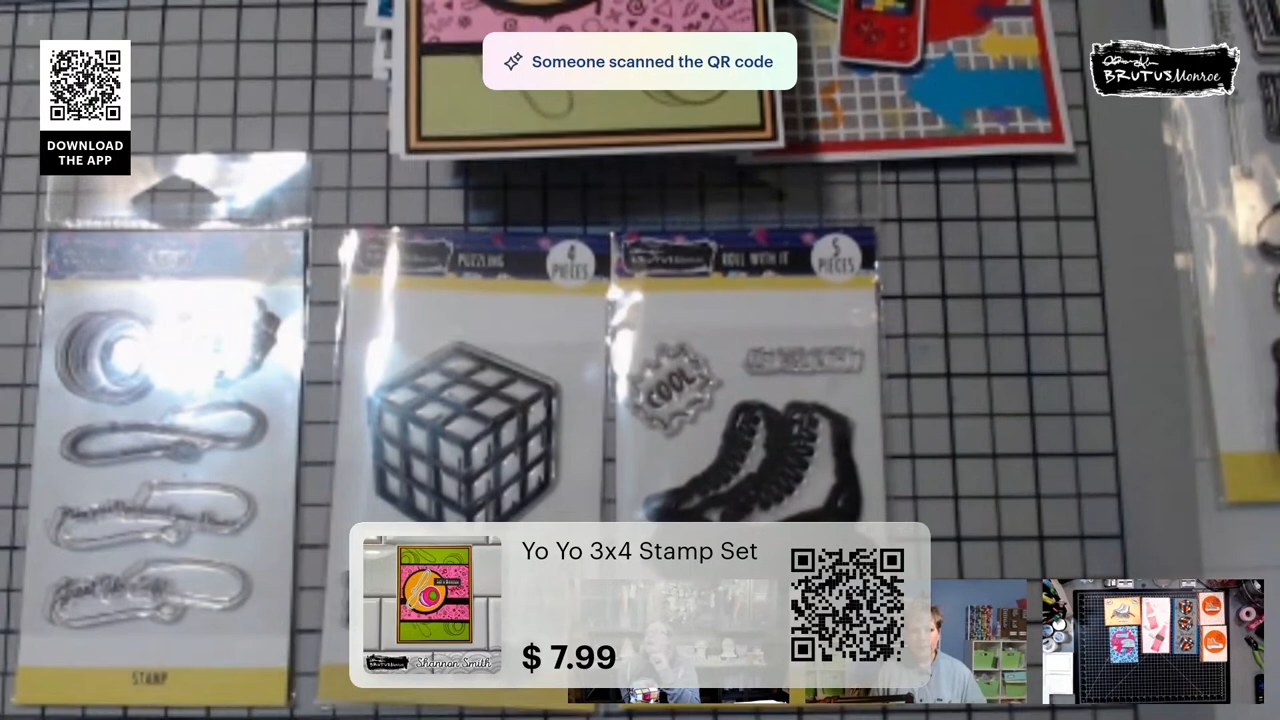 Someone scanned the QR code
BRUTUS Monroe
DOWNLOAD
THE APP
PUZZLING
4
PIECES
ROLL WITH IT
5
PIECES
COOL
STAMP
Yo Yo 3x4 Stamp Set
$ 7.99
Shannon Smith